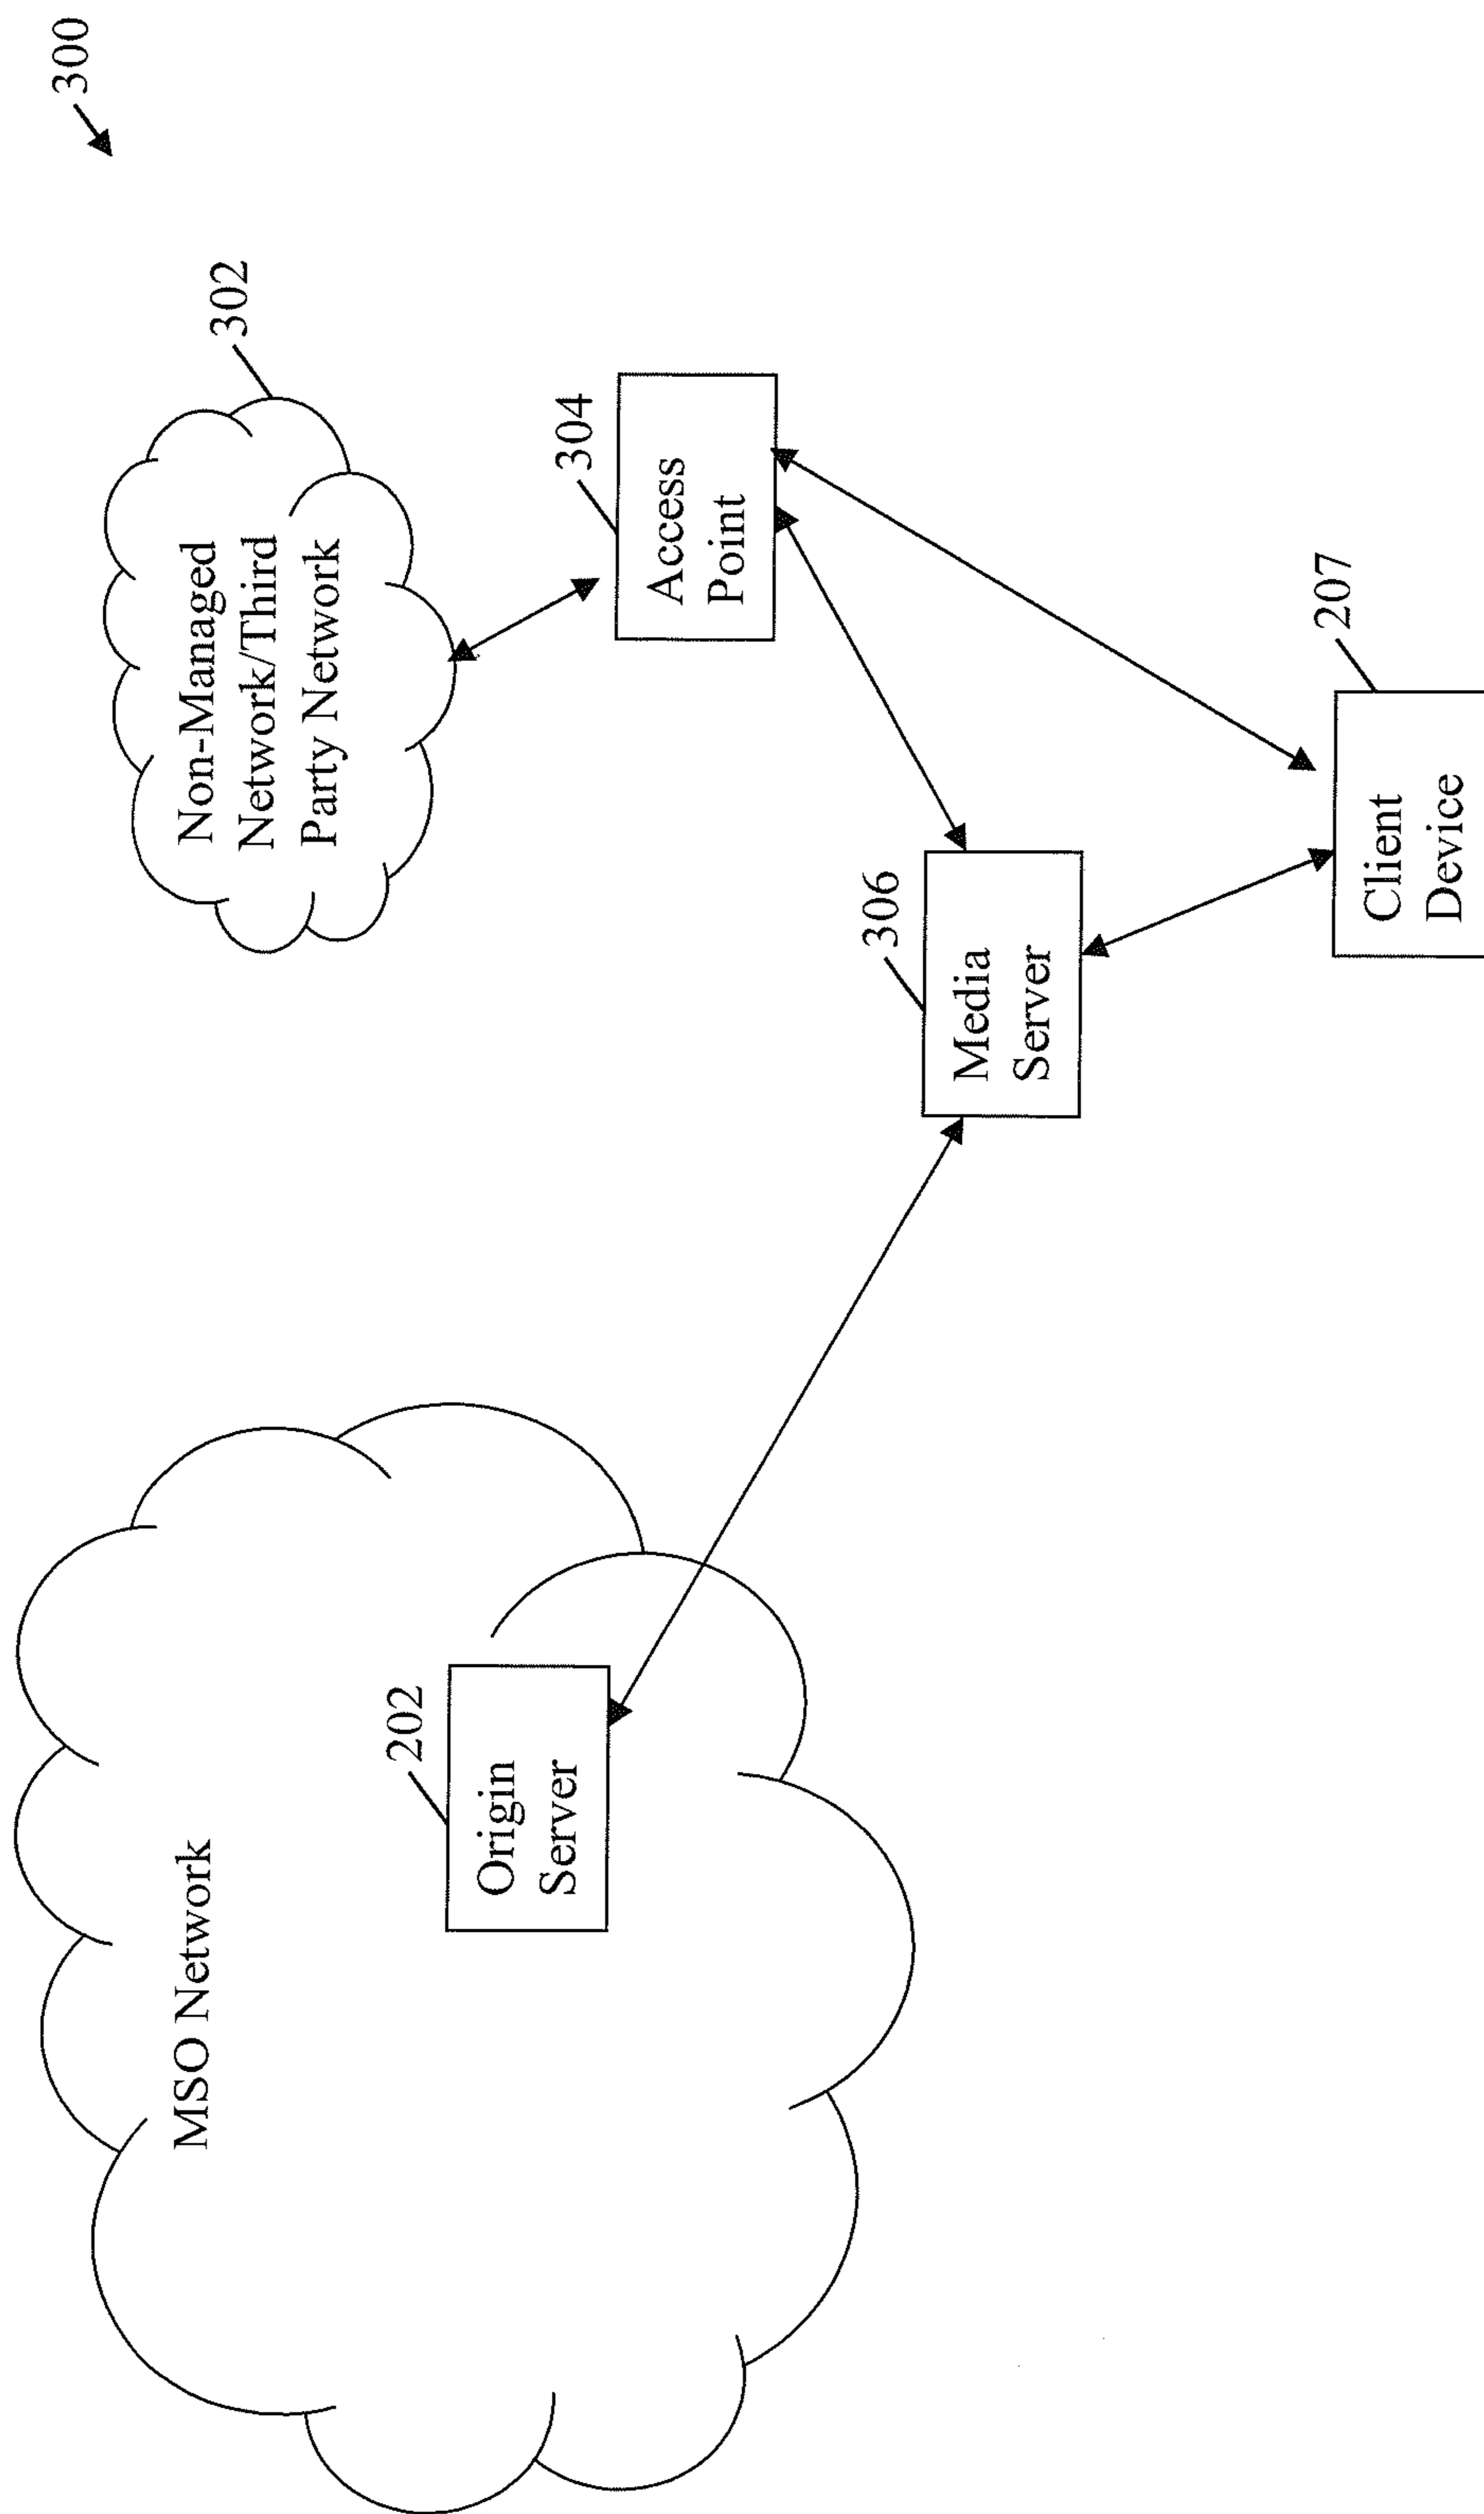 300
MSO Network
Non-Managed
Network/Third
Party Network
302
202
Origin
Server
304
Access
Point
306
Media
Server
207
Client
Device